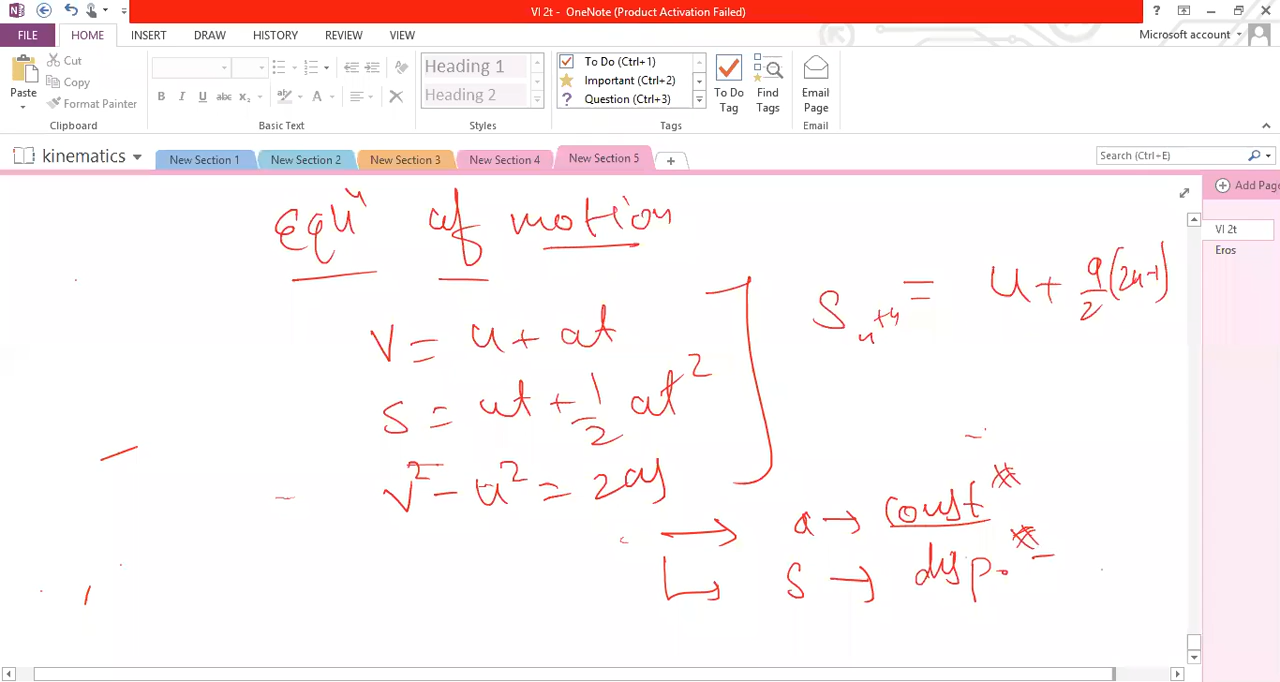 VI 2t - OneNote (Product Activation Failed)
FILE HOME INSERT DRAW HISTORY REVIEW VIEW Microsoft account
Paste Cut Copy Format Painter
Clipboard
B I U abc X₂ ab A
Basic Text
Heading 1
Heading 2
Styles
To Do (Ctrl+1)
Important (Ctrl+2)
Question (Ctrl+3)
To Do Tag
Find Tags
Tags
Email Page
Email
kinematics New Section 1 New Section 2 New Section 3 New Section 4 New Section 5 Search (Ctrl+E)
Add Page
VI 2t
Eros
Equⁿ of motion
v = u + at
s = ut + 1/2 at²
v² - u² = 2as
S n+h = u + a/2 (2n-1)
a → const *
s → disp. *